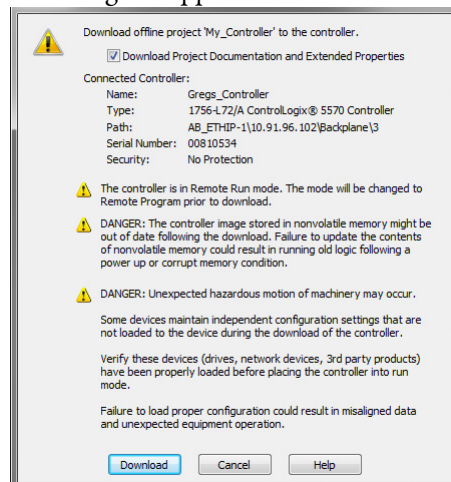 Download offline project 'My_Controller' to the controller.
Download Project Documentation and Extended Properties
Connected Controller:
Name: Gregs_Controller
Type: 1756-L72/A ControlLogix® 5570 Controller
Path: AB_ETHIP-1\10.91.96.102\Backplane\3
Serial Number: 00810534
Security: No Protection
The controller is in Remote Run mode. The mode will be changed to
Remote Program prior to download.
DANGER: The controller image stored in nonvolatile memory might be
out of date following the download. Failure to update the contents
of nonvolatile memory could result in running old logic following a
power up or corrupt memory condition.
DANGER: Unexpected hazardous motion of machinery may occur.
Some devices maintain independent configuration settings that are
not loaded to the device during the download of the controller.
Verify these devices (drives, network devices, 3rd party products)
have been properly loaded before placing the controller into run
mode.
Failure to load proper configuration could result in misaligned data
and unexpected equipment operation.
Download Cancel Help